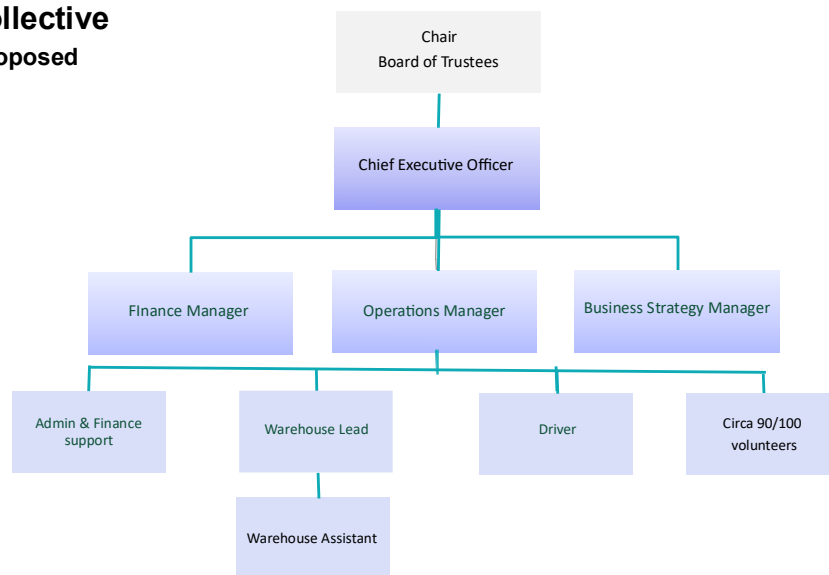 ollective
oposed
Chair
Board of Trustees
Chief Executive Officer
FInance Manager
Operations Manager
Business Strategy Manager
Admin & Finance
support
Warehouse Lead
Driver
Circa 90/100
volunteers
Warehouse Assistant